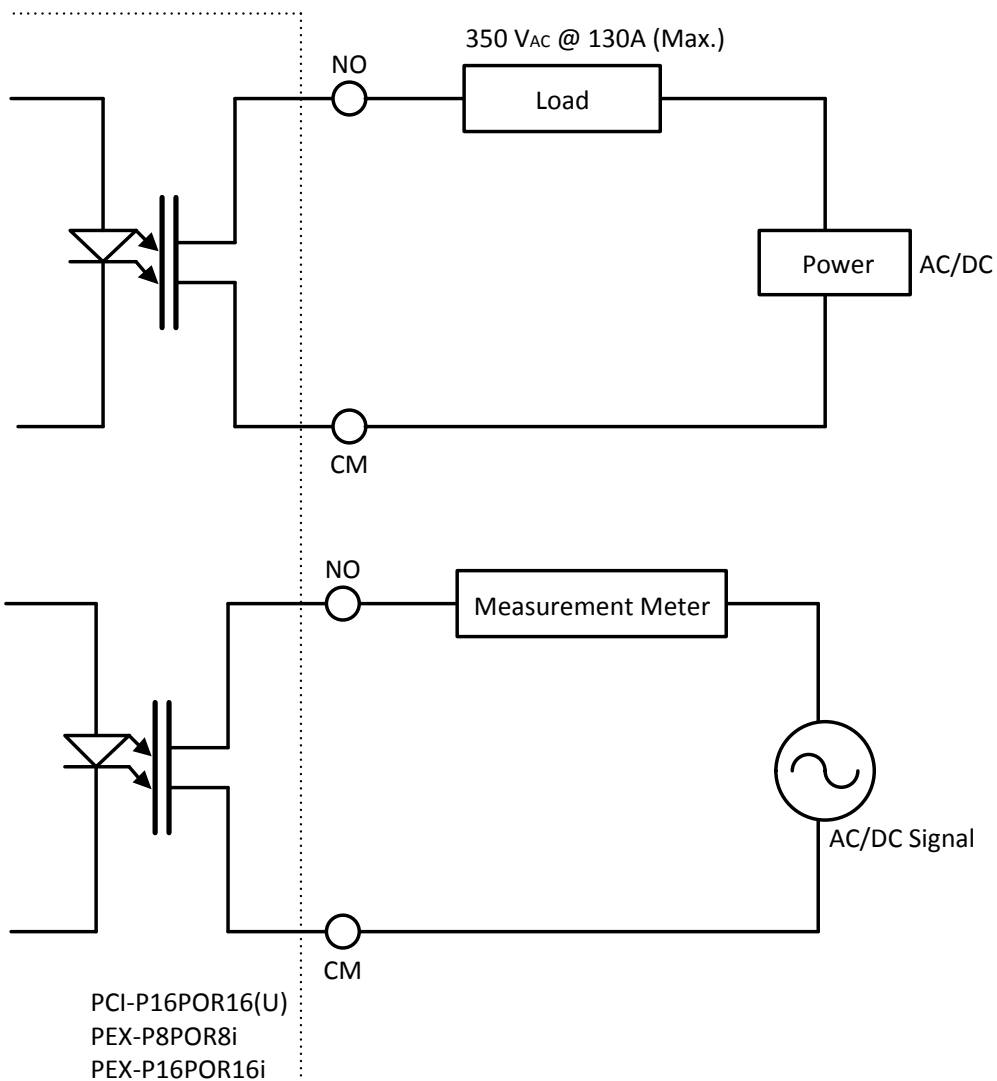 350 VAC @ 130A (Max.)
NO
Load
Power
AC/DC
CM
NO
Measurement Meter
AC/DC Signal
CM
PCI-P16POR16(U)
PEX-P8POR8i
PEX-P16POR16i